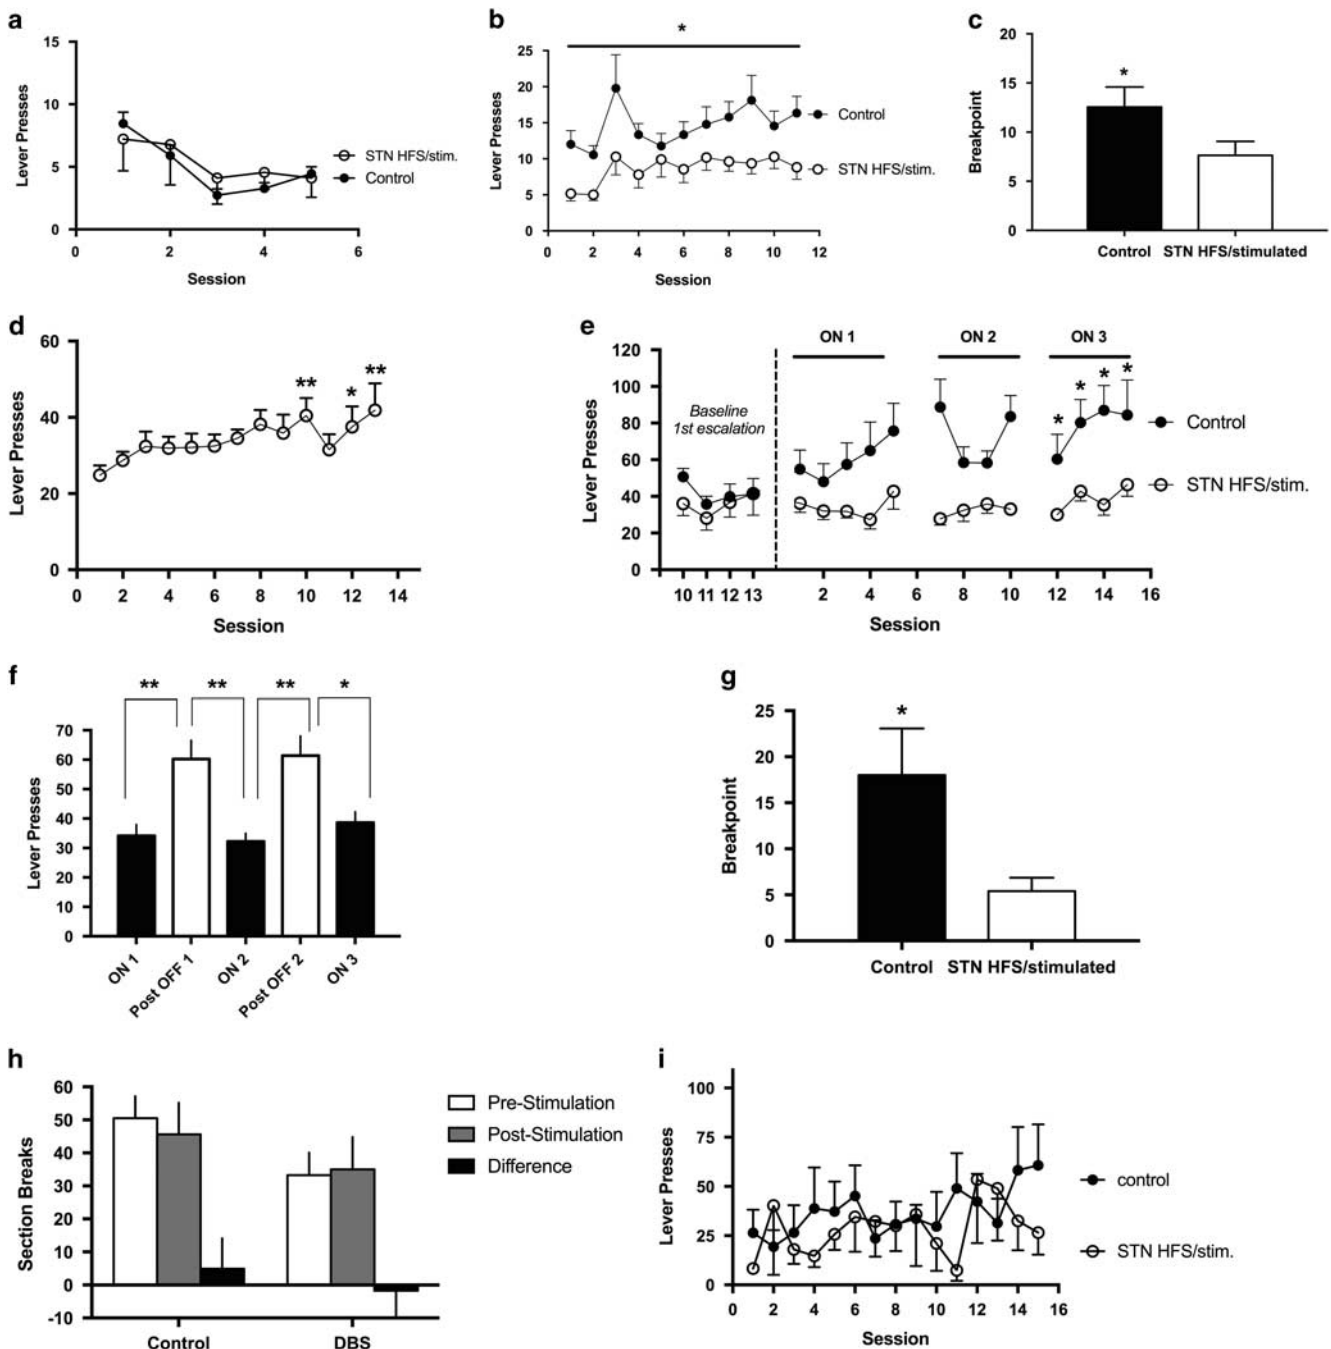 a
15
10
5
0
Lever Presses
0 2 4 6
Session
STN HFS/stim.
Control
b
*
25
20
15
10
5
0
Lever Presses
0 2 4 6 8 10 12
Session
Control
STN HFS/stim.
c
20
15
10
5
0
Breakpoint
*
Control STN HFS/stimulated
d
60
40
20
0
Lever Presses
** * **
0 2 4 6 8 10 12 14
Session
e
ON 1 ON 2 ON 3
120
100
80
60
40
20
0
Lever Presses
Baseline
1st escalation
* * * *
Control
STN HFS/stim.
10 11 12 13 2 4 6 8 10 12 14 16
Session
f
** ** ** *
70
60
50
40
30
20
10
0
Lever Presses
ON 1 Post OFF 1 ON 2 Post OFF 2 ON 3
g
25
20
15
10
5
0
Breakpoint
*
Control STN HFS/stimulated
h
60
50
40
30
20
10
0
-10
Section Breaks
Pre-Stimulation
Post-Stimulation
Difference
Control DBS
i
100
75
50
25
0
Lever Presses
control
STN HFS/stim.
0 2 4 6 8 10 12 14 16
Session